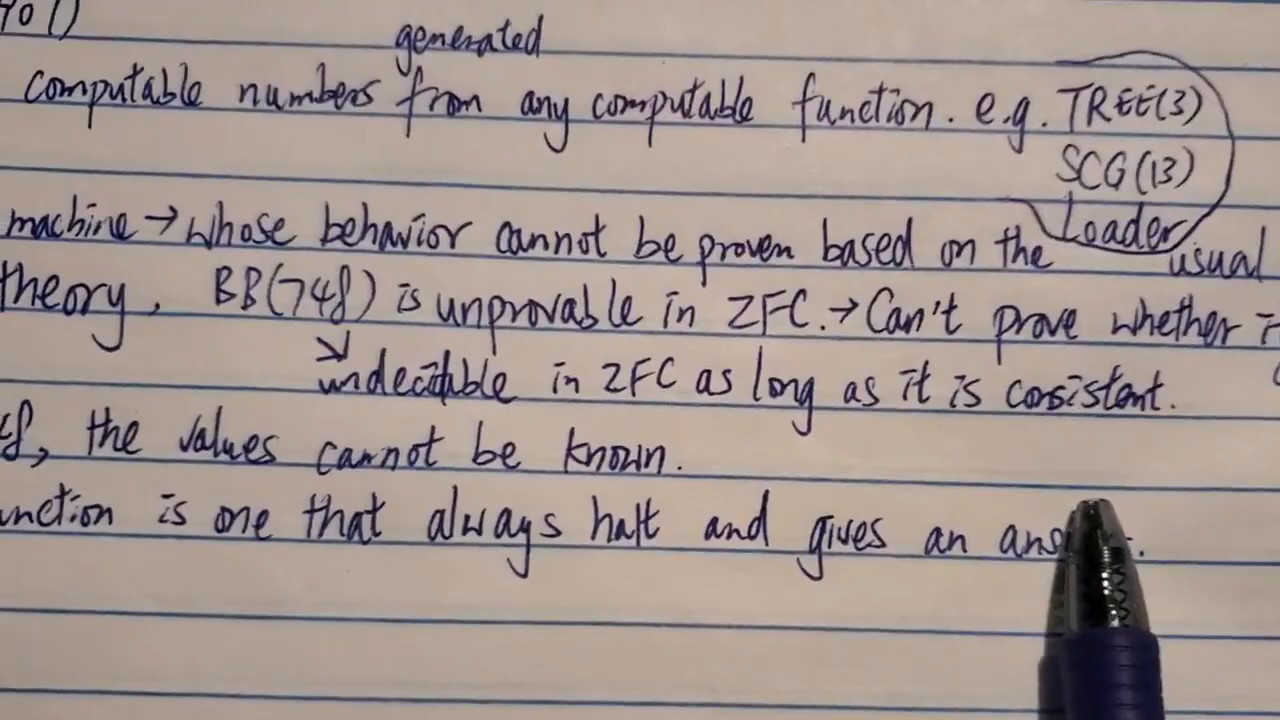 generated
computable numbers from any computable function. e.g. TREE(3)
SCG(13)
Loader
machine → whose behavior cannot be proven based on the usual
theory, BB(748) is unprovable in ZFC. → Can't prove whether
↘
undecidable in ZFC as long as it is consistent.
the values cannot be known.
is one that always halt and gives an